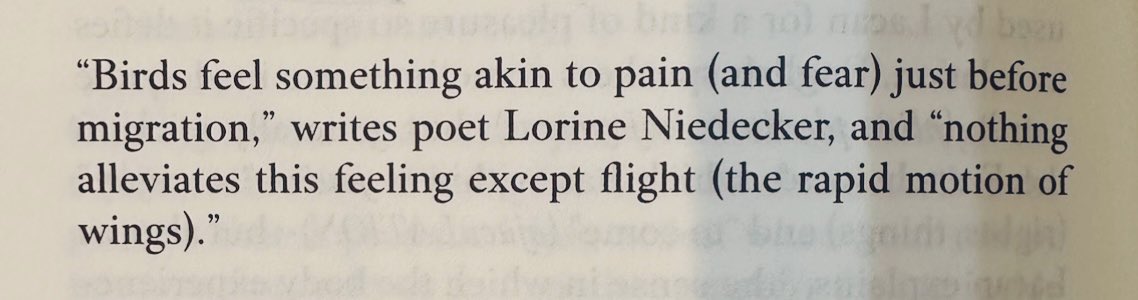 “Birds feel something akin to pain (and fear) just before
migration,” writes poet Lorine Niedecker, and “nothing
alleviates this feeling except flight (the rapid motion of
wings).”